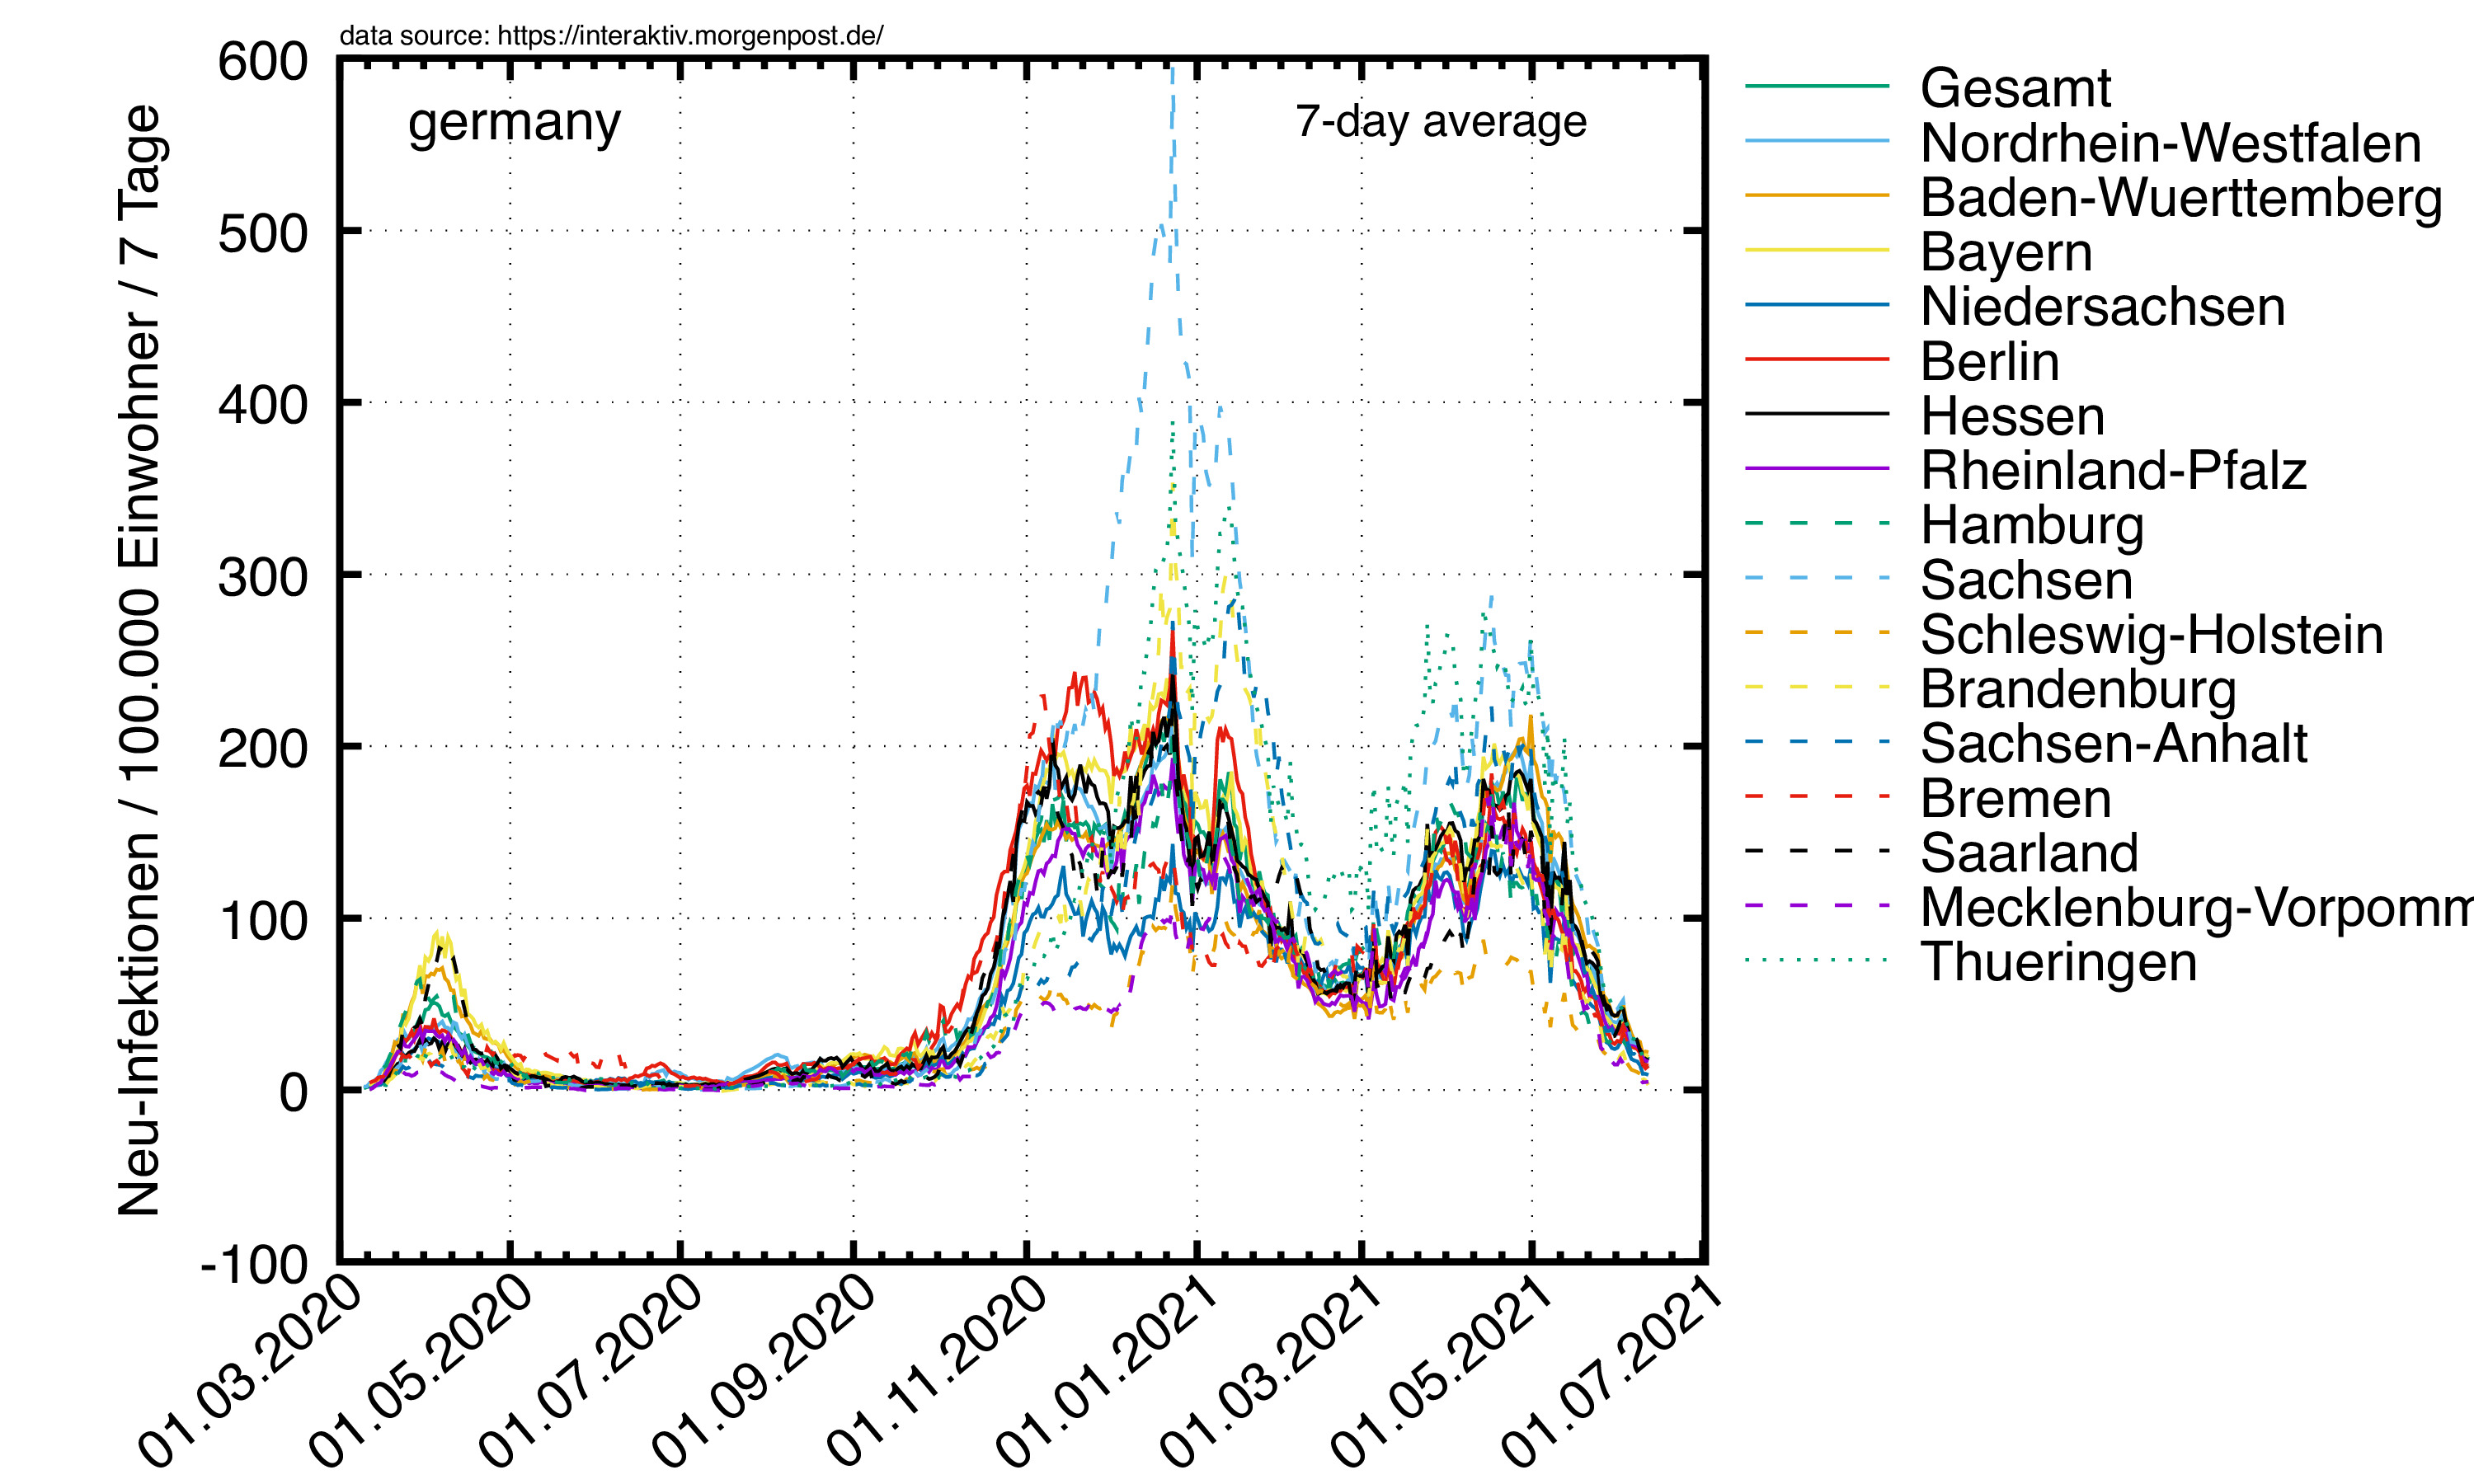 data source: https://interaktiv.morgenpost.de/
germany
7-day average
Neu-Infektionen / 100.000 Einwohner / 7 Tage
600
500
400
300
200
100
0
-100
01.03.2020
01.05.2020
01.07.2020
01.09.2020
01.11.2020
01.01.2021
01.03.2021
01.05.2021
01.07.2021
Gesamt
Nordrhein-Westfalen
Baden-Wuerttemberg
Bayern
Niedersachsen
Berlin
Hessen
Rheinland-Pfalz
Hamburg
Sachsen
Schleswig-Holstein
Brandenburg
Sachsen-Anhalt
Bremen
Saarland
Mecklenburg-Vorpomm
Thueringen